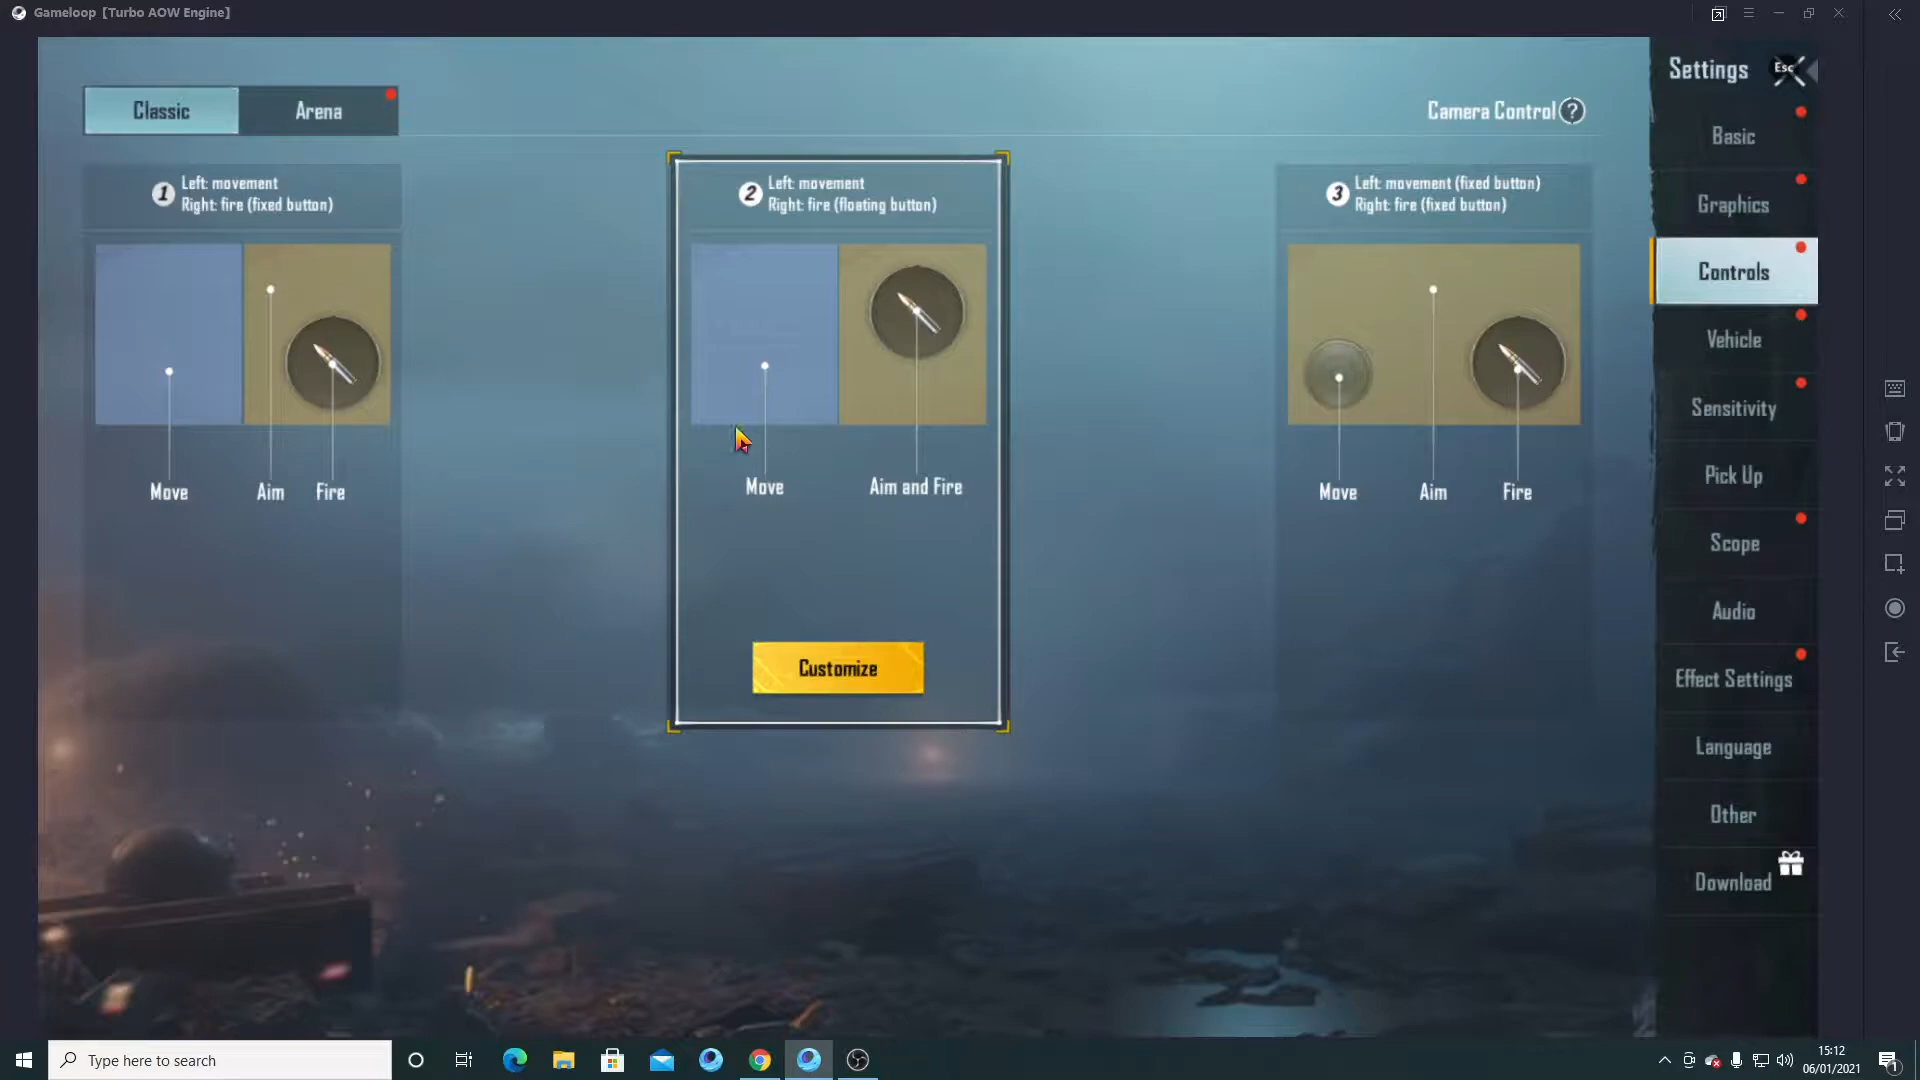 Gameloop【Turbo AOW Engine】
Classic
Arena
Camera Control ?
Settings
Esc
1
Left: movement
Right: fire (fixed button)
Move
Aim
Fire
2
Left: movement
Right: fire (floating button)
Move
Aim and Fire
Customize
3
Left: movement (fixed button)
Right: fire (fixed button)
Move
Aim
Fire
Basic
Graphics
Controls
Vehicle
Sensitivity
Pick Up
Scope
Audio
Effect Settings
Language
Other
Download
Type here to search
15:12
06/01/2021
1